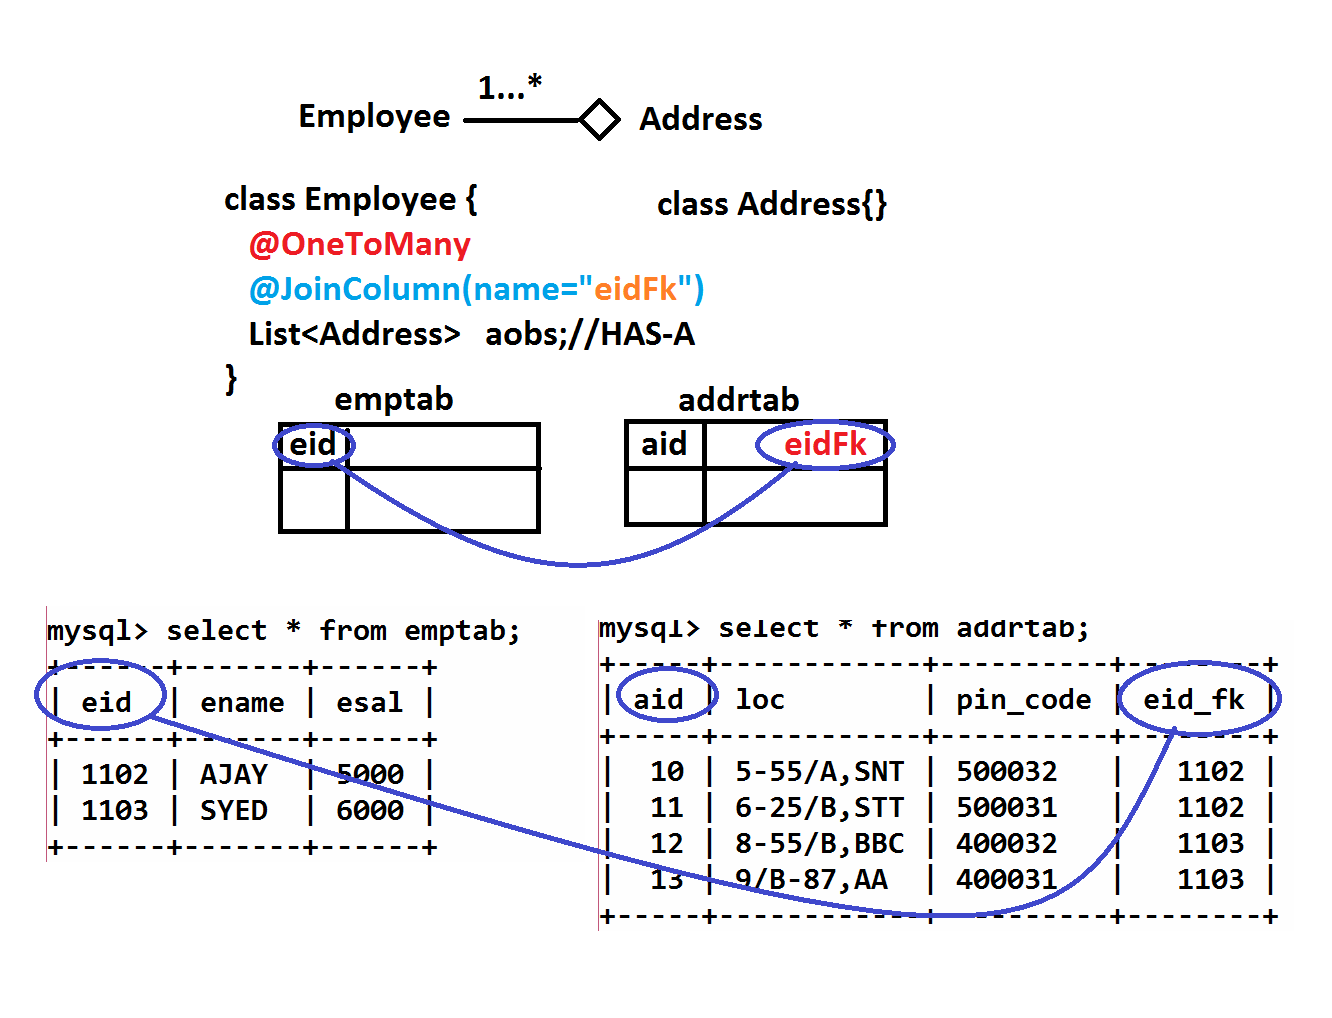 1...*
Employee Address
class Employee { class Address{}
@OneToMany
@JoinColumn(name="eidFk")
List<Address> aobs;//HAS-A
}
emptab addrtab
eid aid eidFk
mysql> select * from emptab;
+------+-------+------+
| eid | ename | esal |
+------+-------+------+
| 1102 | AJAY | 5000 |
| 1103 | SYED | 6000 |
+------+-------+------+
mysql> select * from addrtab;
+-----+------------+----------+--------+
| aid | loc | pin_code | eid_fk |
+-----+------------+----------+--------+
| 10 | 5-55/A,SNT | 500032 | 1102 |
| 11 | 6-25/B,STT | 500031 | 1102 |
| 12 | 8-55/B,BBC | 400032 | 1103 |
| 13 | 9/B-87,AA | 400031 | 1103 |
+-----+------------+----------+--------+